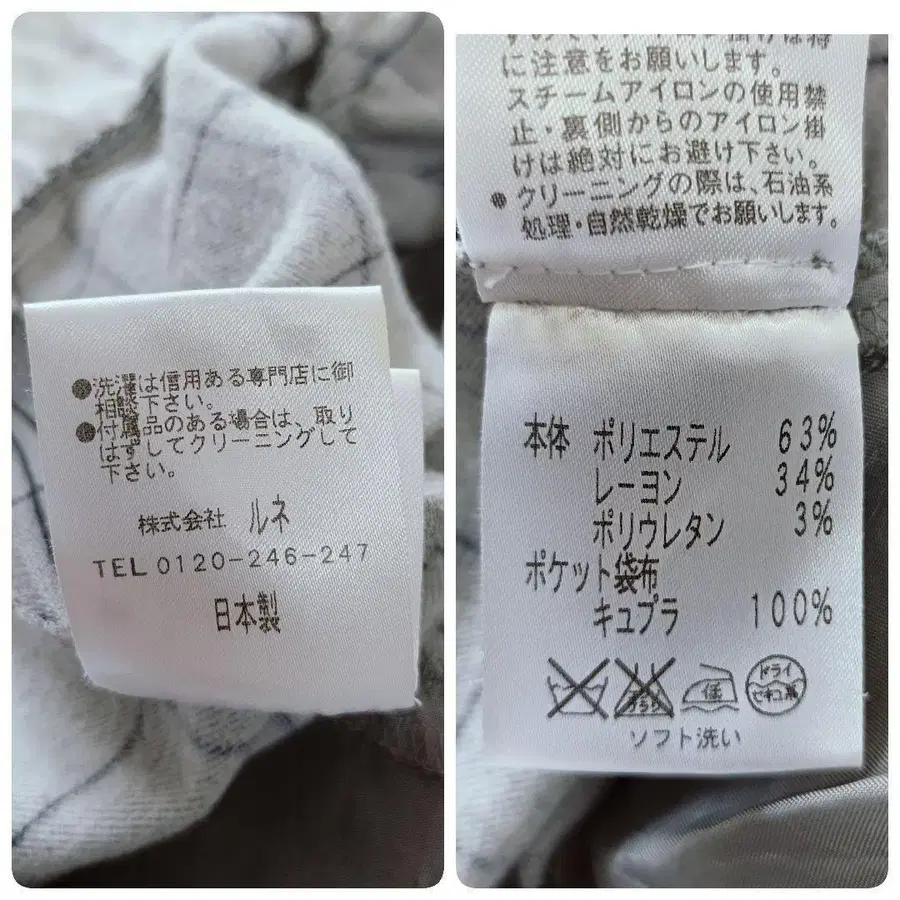 ●洗濯は信用ある専門店に御
相談下さい。
●付属品のある場合は、取り
はずしてクリーニングして
下さい。
株式会社 ルネ
TEL 0120-246-247
日本製
に注意をお願いします。
スチームアイロンの使用禁
止・裏側からのアイロン掛
けは絶対にお避け下さい。
●クリーニングの際は、石油系
処理・自然乾燥でお願いします。
本体 ポリエステル 63%
レーヨン 34%
ポリウレタン 3%
ポケット袋布
キュプラ 100%
低 ドライ
セキユ系
ソフト洗い